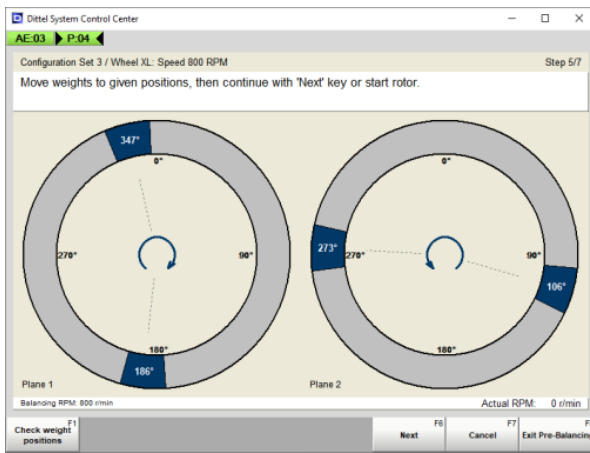 Dittel System Control Center
AE:03 P:04
Configuration Set 3 / Wheel XL: Speed 800 RPM Step 5/7
Move weights to given positions, then continue with 'Next' key or start rotor.
347°
0°
270° 90°
180°
186°
Plane 1
0°
273° 270° 90°
106°
180°
Plane 2
Balancing RPM: 800 r/min Actual RPM: 0 r/min
F1 F6 F7 F
Check weight positions Next Cancel Exit Pre-Balancing